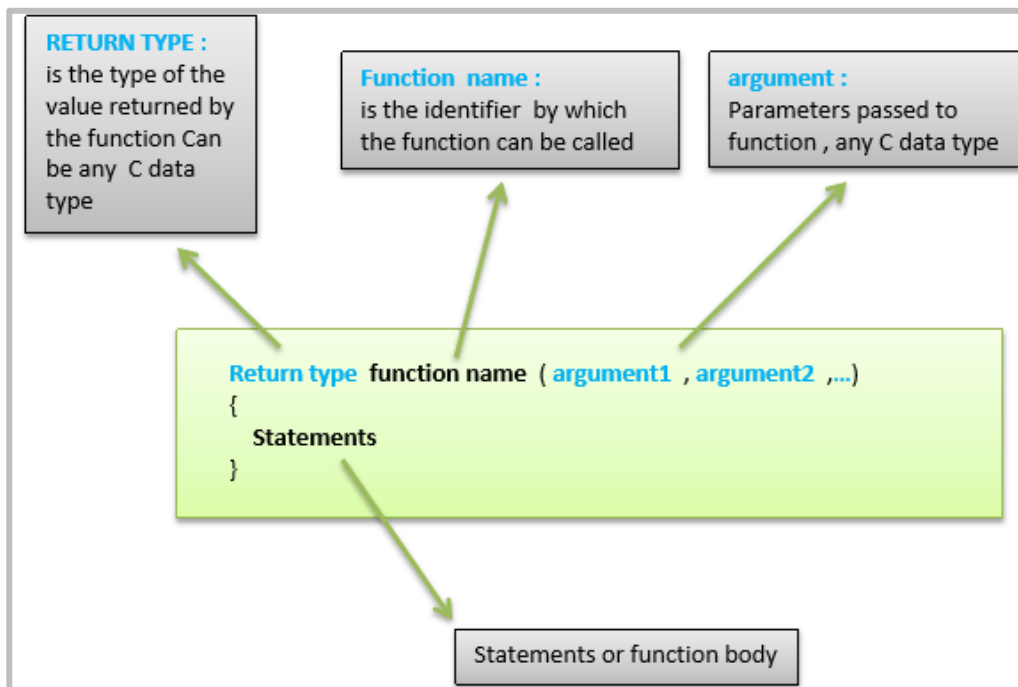 RETURN TYPE :
is the type of the
value returned by
the function Can
be any C data
type
Function name :
is the identifier by which
the function can be called
argument :
Parameters passed to
function , any C data type
Return type function name ( argument1 , argument2 ,...)
{
Statements
}
Statements or function body